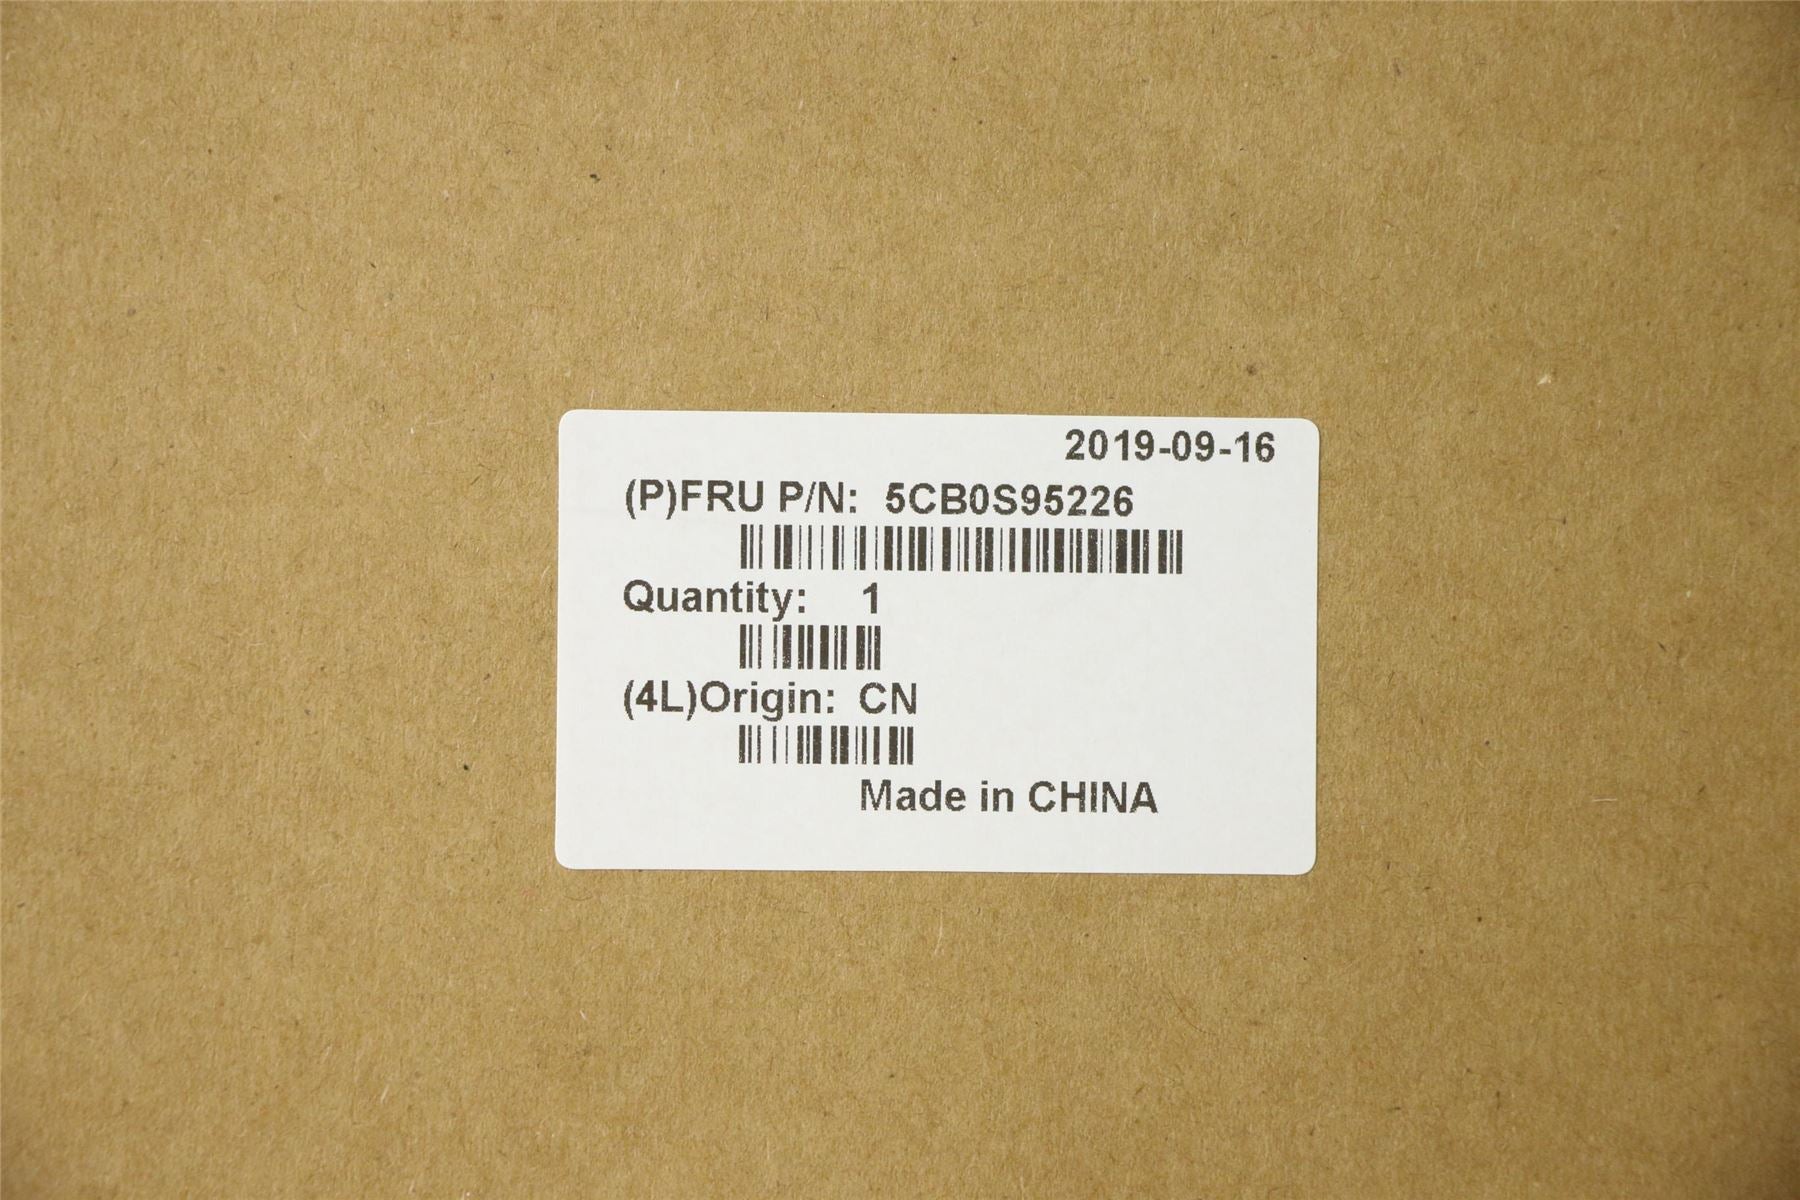 2019-09-16
(P)FRU P/N: 5CB0S95226
Quantity: 1
(4L)Origin: CN
Made in CHINA